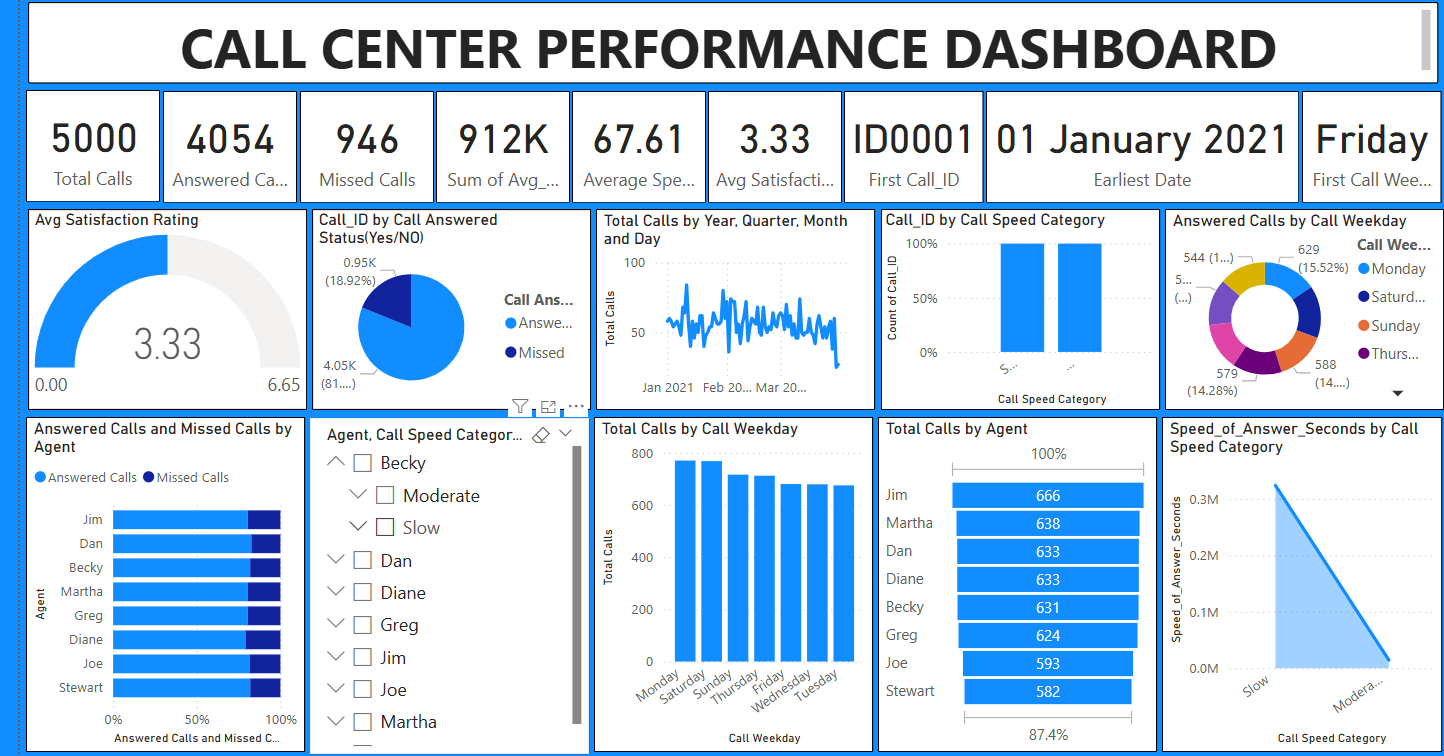 CALL CENTER PERFORMANCE DASHBOARD
5000
Total Calls
4054
Answered Ca...
946
Missed Calls
912K
Sum of Avg_...
67.61
Average Spe...
3.33
Avg Satisfacti...
ID0001
First Call_ID
01 January 2021
Earliest Date
Friday
First Call Wee...
Avg Satisfaction Rating
3.33
0.00
6.65
Call_ID by Call Answered
Status(Yes/NO)
0.95K
(18.92%)
4.05K
(81....)
Call Ans...
Answe...
Missed
Total Calls by Year, Quarter, Month
and Day
Total Calls
100
50
Jan 2021
Feb 20...
Mar 20...
Call_ID by Call Speed Category
Count of Call_ID
100%
50%
0%
S...
...
Call Speed Category
Answered Calls by Call Weekday
544 (1...)
629
(15.52%)
5...
(...)
579
(14.28%)
588
(14....)
Call Wee...
Monday
Saturd...
Sunday
Thurs...
Answered Calls and Missed Calls by
Agent
Answered Calls
Missed Calls
Agent
Jim
Dan
Becky
Martha
Greg
Diane
Joe
Stewart
0%
50%
100%
Answered Calls and Missed C...
Agent, Call Speed Categor...
Becky
Moderate
Slow
Dan
Diane
Greg
Jim
Joe
Martha
Total Calls by Call Weekday
Total Calls
800
600
400
200
0
Monday
Saturday
Sunday
Thursday
Friday
Wednesday
Tuesday
Call Weekday
Total Calls by Agent
100%
Jim 666
Martha 638
Dan 633
Diane 633
Becky 631
Greg 624
Joe 593
Stewart 582
87.4%
Speed_of_Answer_Seconds by Call
Speed Category
Speed_of_Answer_Seconds
0.3M
0.2M
0.1M
0.0M
Slow
Modera...
Call Speed Category